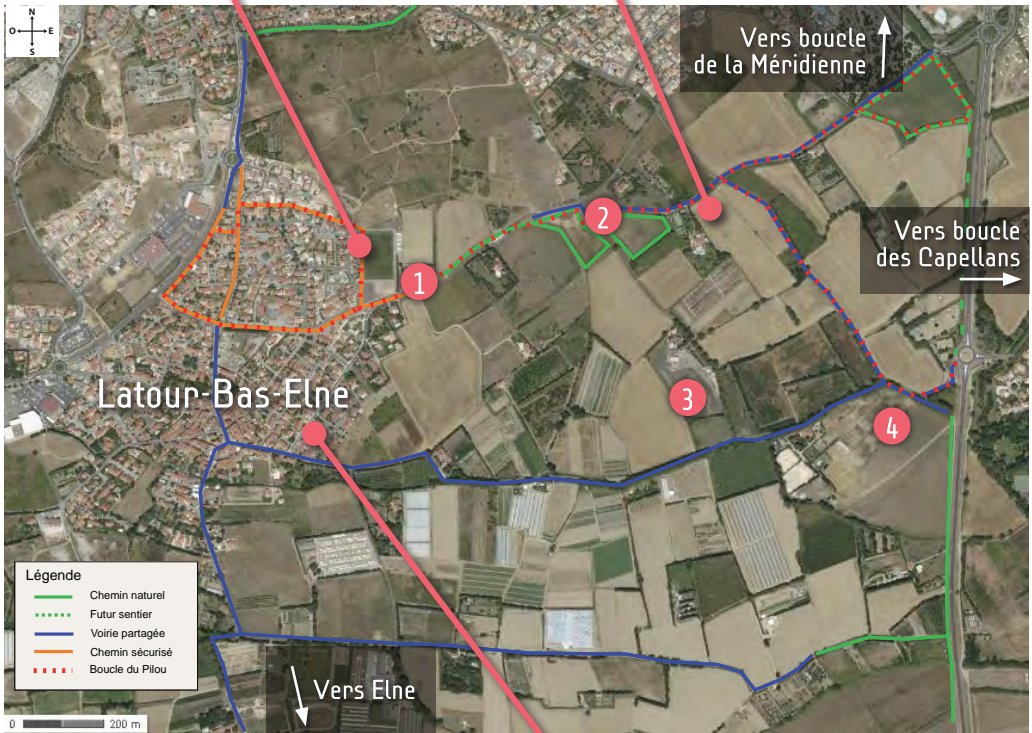 N
O E
S
Vers boucle
de la Méridienne
Vers boucle
des Capellans
1
2
3
4
Latour-Bas-Elne
Légende
Chemin naturel
Futur sentier
Voirie partagée
Chemin sécurisé
Boucle du Pilou
Vers Elne
0 200 m